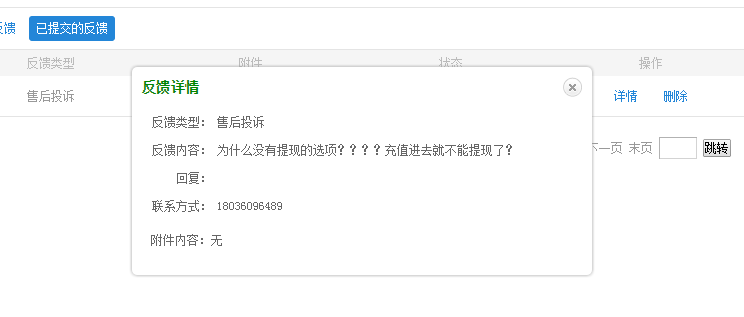 反馈 已提交的反馈
反馈类型 附件 状态 操作
反馈详情
售后投诉 详情 删除
反馈类型： 售后投诉
反馈内容： 为什么没有提现的选项？？？？充值进去就不能提现了？
下一页 末页 跳转
回复：
联系方式： 18036096489
附件内容：无